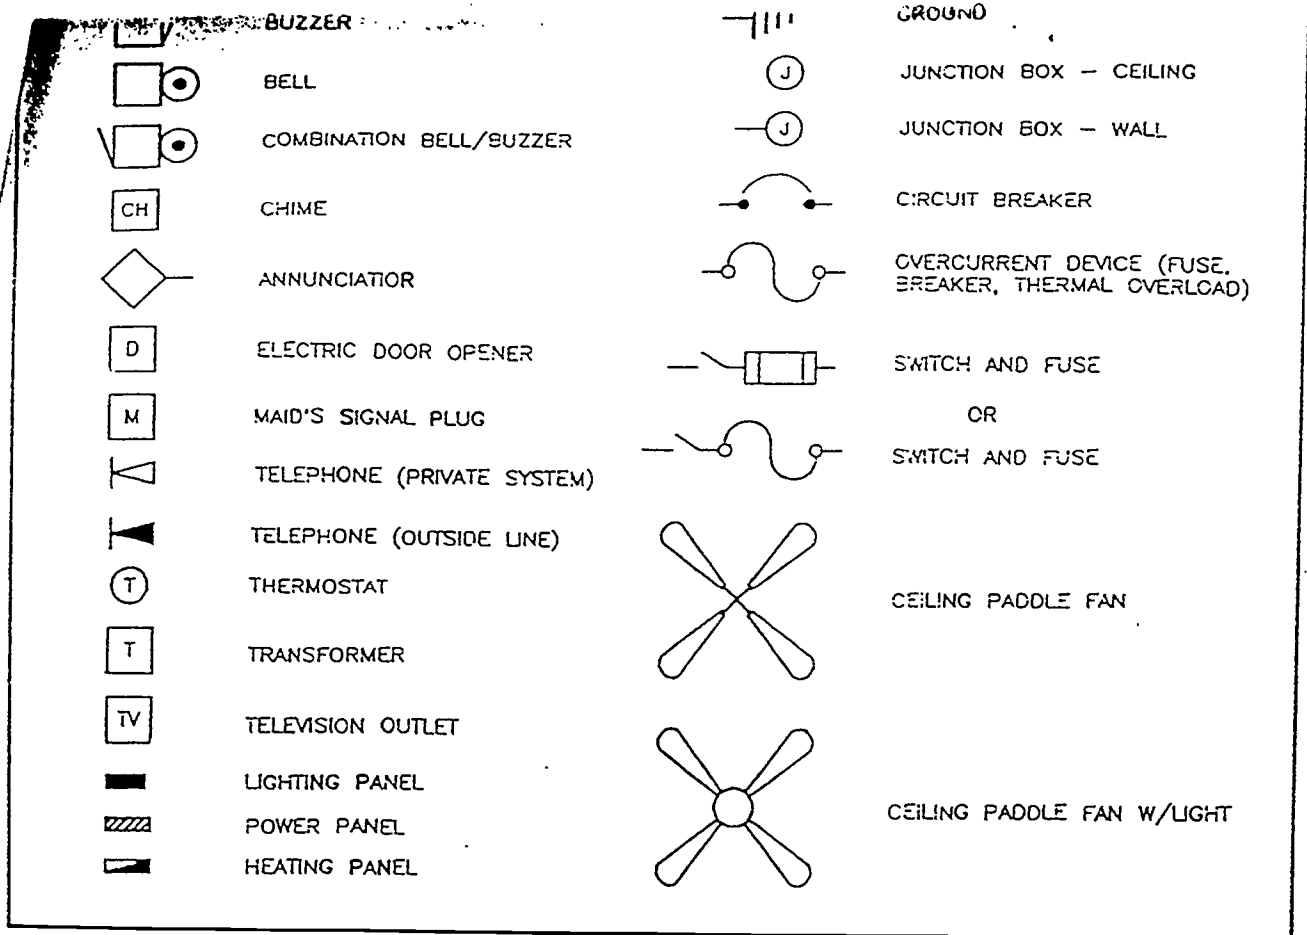 BUZZER
BELL
COMBINATION BELL/BUZZER
CH CHIME
ANNUNCIATIOR
D ELECTRIC DOOR OPENER
M MAID'S SIGNAL PLUG
TELEPHONE (PRIVATE SYSTEM)
TELEPHONE (OUTSIDE LINE)
T THERMOSTAT
T TRANSFORMER
TV TELEVISION OUTLET
LIGHTING PANEL
POWER PANEL
HEATING PANEL
GROUND
J JUNCTION BOX – CEILING
J JUNCTION BOX – WALL
CIRCUIT BREAKER
OVERCURRENT DEVICE (FUSE,
BREAKER, THERMAL OVERLOAD)
SWITCH AND FUSE
OR
SWITCH AND FUSE
CEILING PADDLE FAN
CEILING PADDLE FAN W/LIGHT